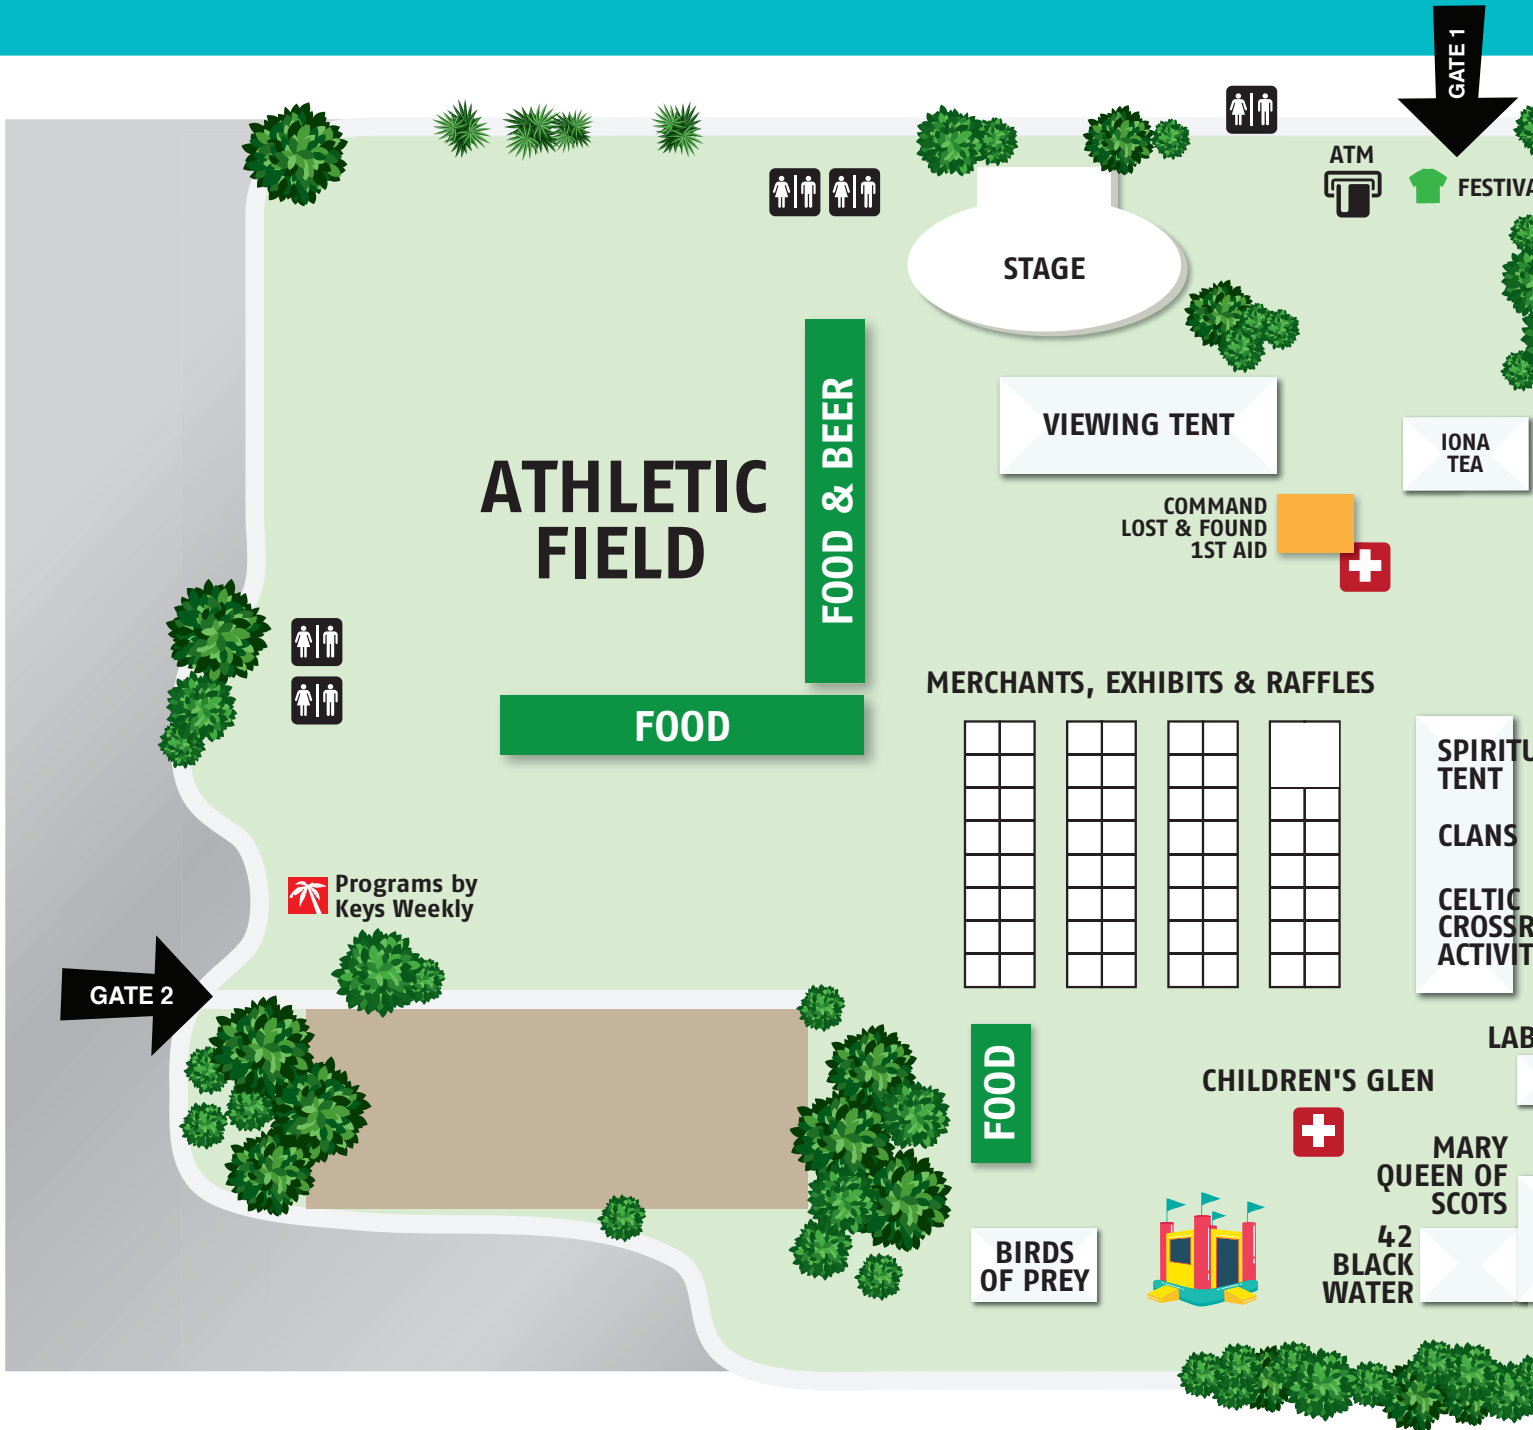 GATE 1
ATM
STAGE
VIEWING TENT
IONA
TEA
FOOD & BEER
ATHLETIC
FIELD
COMMAND
LOST & FOUND
1ST AID
MERCHANTS, EXHIBITS & RAFFLES
FOOD
TENT
CLANS
CELTIC
Programs by
Keys Weekly
GATE 2
FOOD
CHILDREN'S GLEN
MARY
QUEEN OF
SCOTS
42
BLACK
WATER
BIRDS
OF PREY